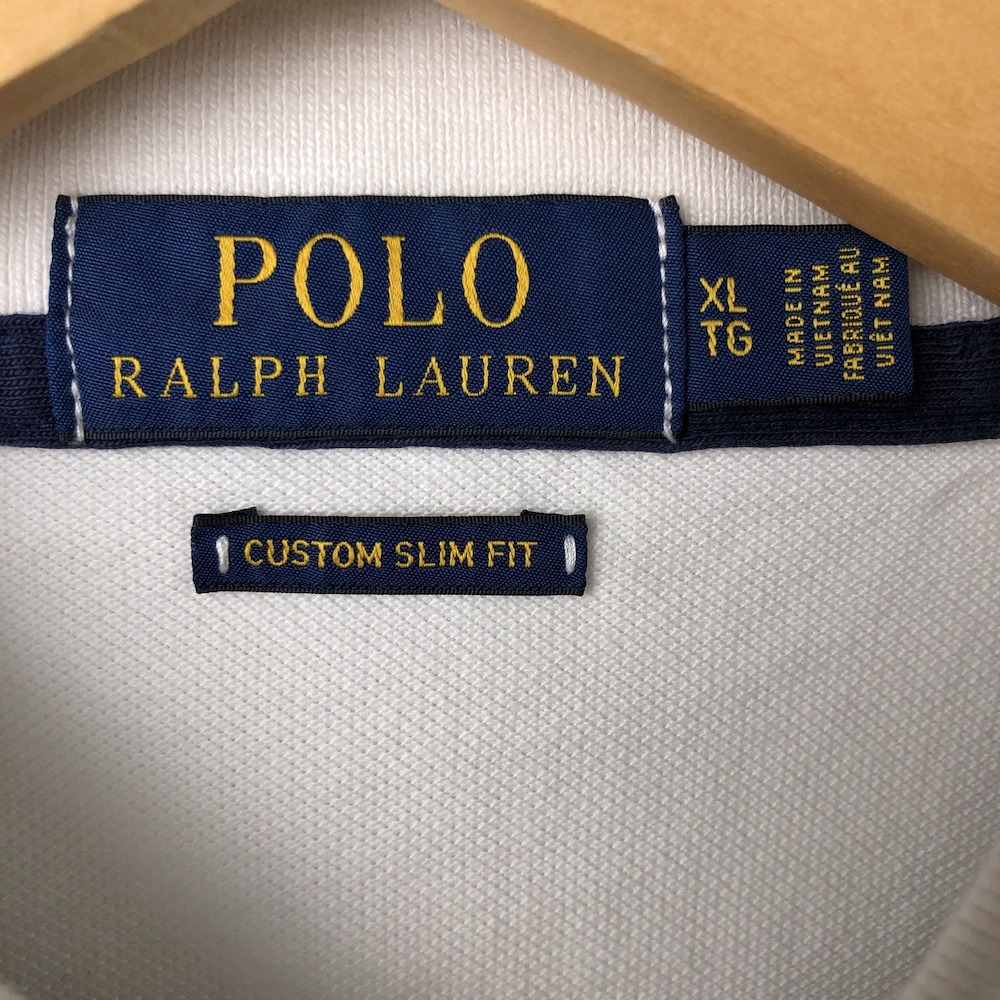 POLO
RALPH LAUREN
XL
TG
MADE IN
VIETNAM
FABRIQUÉ AU
VIÊT NAM
CUSTOM SLIM FIT